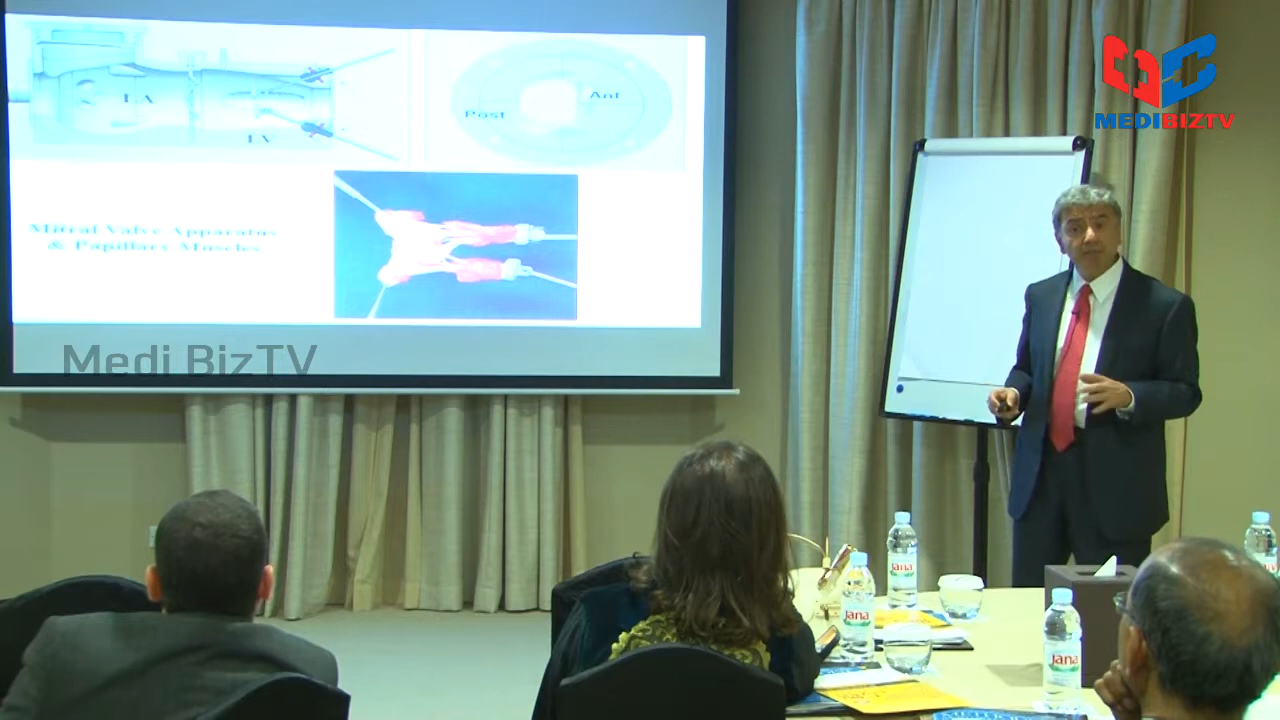 LA
LV
Post
Ant
Mitral Valve Apparatus
& Papillary Muscles
Medi BizTV
MEDIBIZTV
Jana
Jana
Jana